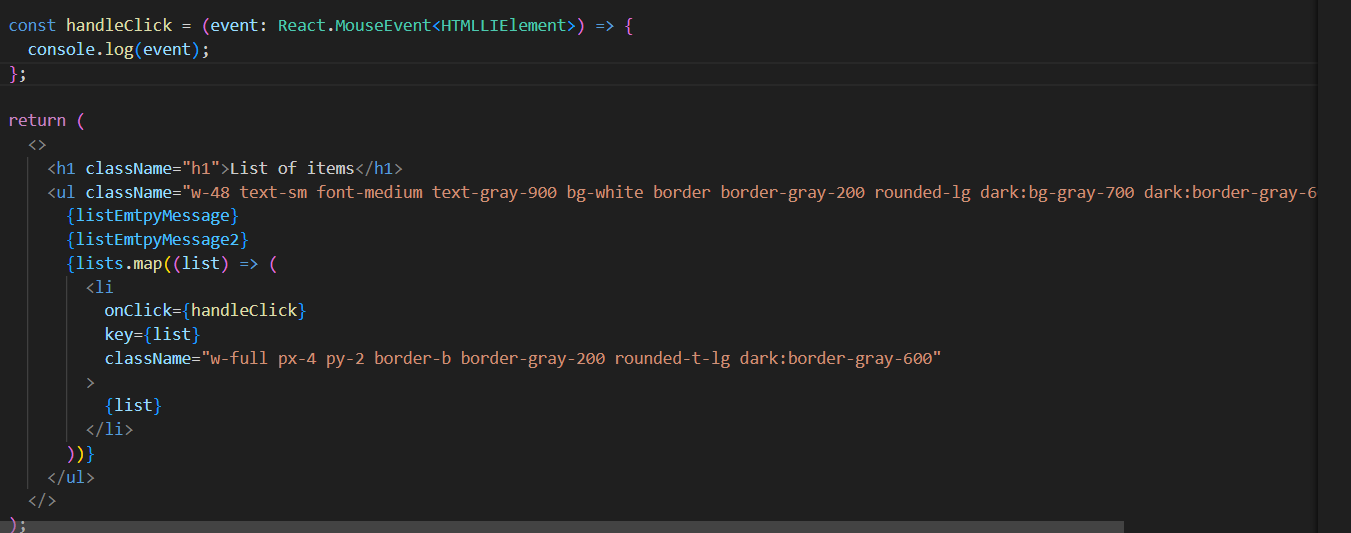 const handleClick = (event: React.MouseEvent<HTMLLIElement>) => {
  console.log(event);
};
return (
  <>
    <h1 className="h1">List of items</h1>
    <ul className="w-48 text-sm font-medium text-gray-900 bg-white border border-gray-200 rounded-lg dark:bg-gray-700 dark:border-gray-6
      {listEmtpyMessage}
      {listEmtpyMessage2}
      {lists.map((list) => (
        <li
          onClick={handleClick}
          key={list}
          className="w-full px-4 py-2 border-b border-gray-200 rounded-t-lg dark:border-gray-600"
        >
          {list}
        </li>
      ))}
    </ul>
  </>
);